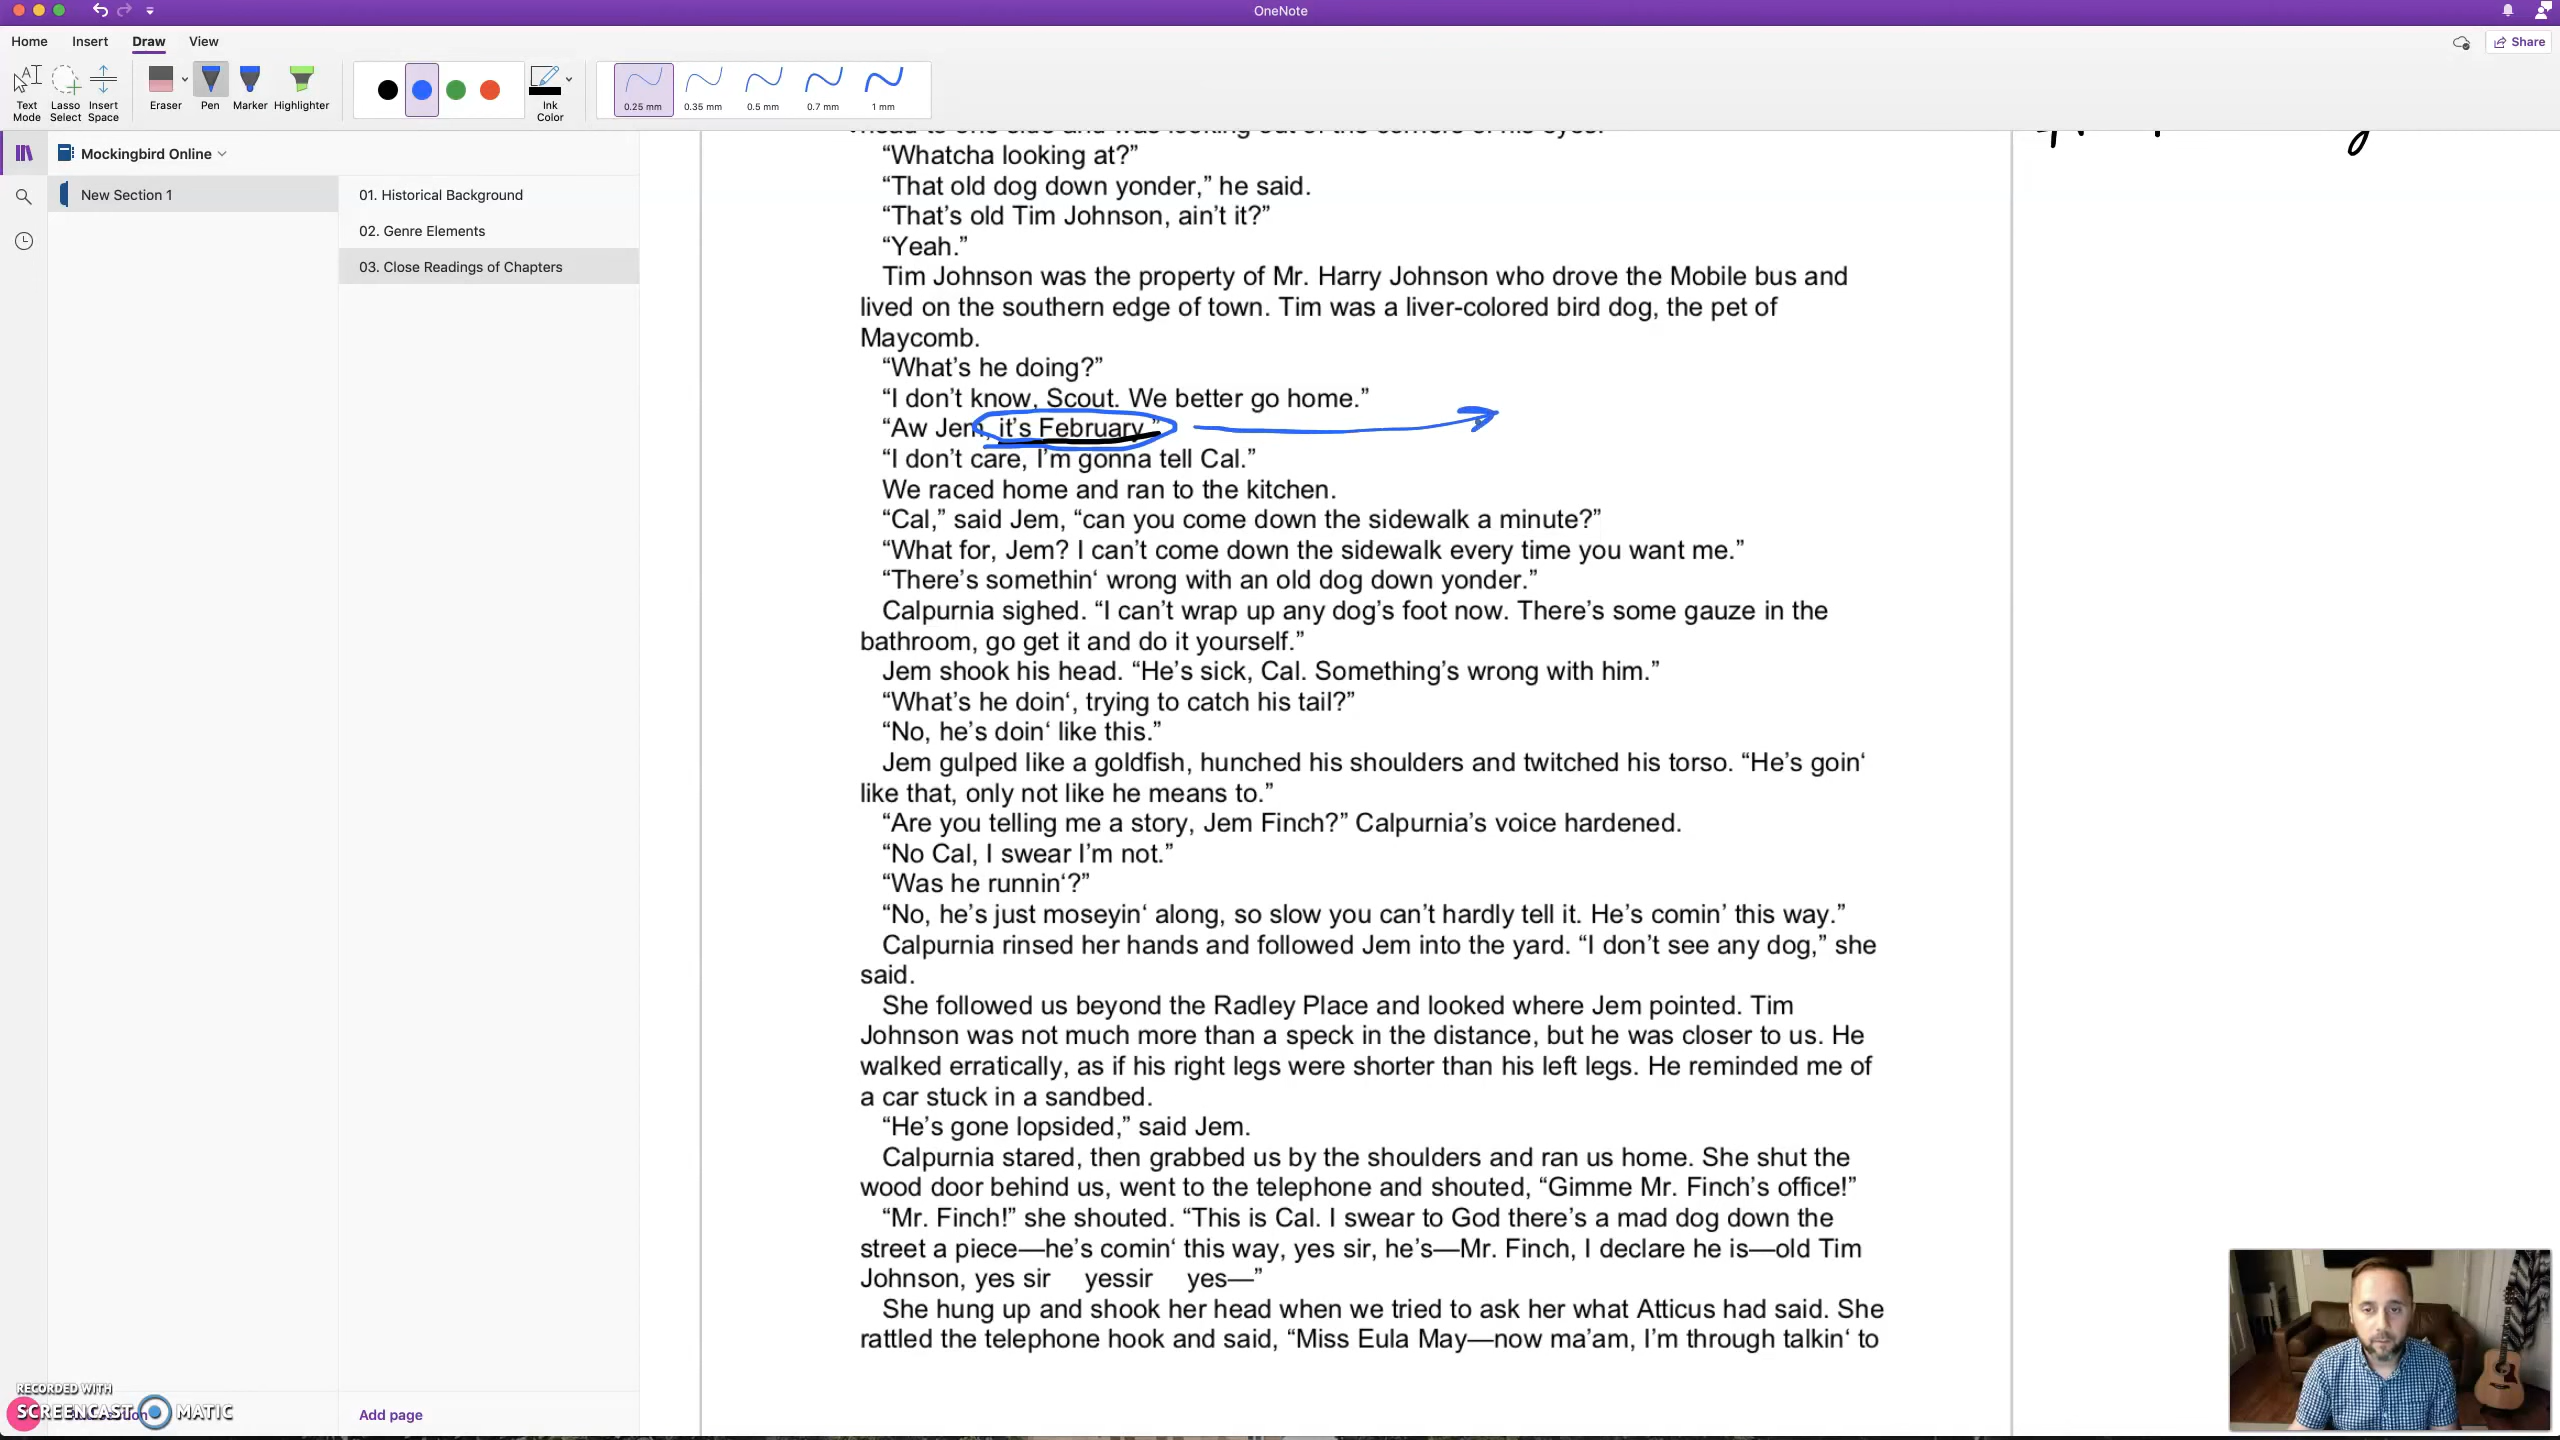 OneNote
Home Insert Draw View
Share
Text Mode
Lasso Select
Insert Space
Eraser
Pen
Marker
Highlighter
Ink Color
0.25 mm
0.35 mm
0.5 mm
0.7 mm
1 mm
Mockingbird Online
New Section 1
01. Historical Background
02. Genre Elements
03. Close Readings of Chapters
Add page
head to one side and was looking out of the corners of his eyes.
“Whatcha looking at?”
“That old dog down yonder,” he said.
“That’s old Tim Johnson, ain’t it?”
“Yeah.”
Tim Johnson was the property of Mr. Harry Johnson who drove the Mobile bus and
lived on the southern edge of town. Tim was a liver-colored bird dog, the pet of
Maycomb.
“What’s he doing?”
“I don’t know, Scout. We better go home.”
“Aw Jem, it’s February.”
“I don’t care, I’m gonna tell Cal.”
We raced home and ran to the kitchen.
“Cal,” said Jem, “can you come down the sidewalk a minute?”
“What for, Jem? I can’t come down the sidewalk every time you want me.”
“There’s somethin‘ wrong with an old dog down yonder.”
Calpurnia sighed. “I can’t wrap up any dog’s foot now. There’s some gauze in the
bathroom, go get it and do it yourself.”
Jem shook his head. “He’s sick, Cal. Something’s wrong with him.”
“What’s he doin‘, trying to catch his tail?”
“No, he’s doin‘ like this.”
Jem gulped like a goldfish, hunched his shoulders and twitched his torso. “He’s goin‘
like that, only not like he means to.”
“Are you telling me a story, Jem Finch?” Calpurnia’s voice hardened.
“No Cal, I swear I’m not.”
“Was he runnin‘?”
“No, he’s just moseyin‘ along, so slow you can’t hardly tell it. He’s comin’ this way.”
Calpurnia rinsed her hands and followed Jem into the yard. “I don’t see any dog,” she
said.
She followed us beyond the Radley Place and looked where Jem pointed. Tim
Johnson was not much more than a speck in the distance, but he was closer to us. He
walked erratically, as if his right legs were shorter than his left legs. He reminded me of
a car stuck in a sandbed.
“He’s gone lopsided,” said Jem.
Calpurnia stared, then grabbed us by the shoulders and ran us home. She shut the
wood door behind us, went to the telephone and shouted, “Gimme Mr. Finch’s office!”
“Mr. Finch!” she shouted. “This is Cal. I swear to God there’s a mad dog down the
street a piece—he’s comin‘ this way, yes sir, he’s—Mr. Finch, I declare he is—old Tim
Johnson, yes sir yessir yes—”
She hung up and shook her head when we tried to ask her what Atticus had said. She
rattled the telephone hook and said, “Miss Eula May—now ma’am, I’m through talkin‘ to
RECORDED WITH
SCREENCAST MATIC